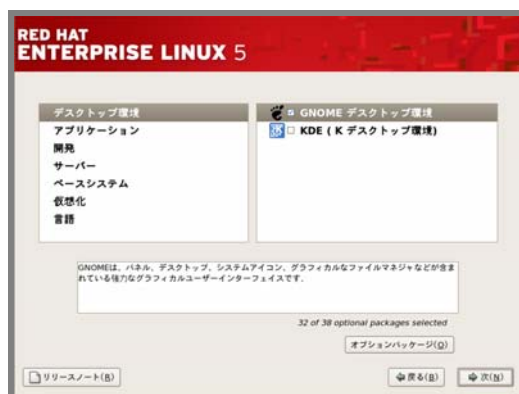 RED HAT
ENTERPRISE LINUX 5
デスクトップ環境
アプリケーション
開発
サーバー
ベースシステム
仮想化
言語
GNOME デスクトップ環境
KDE ( K デスクトップ環境)
GNOMEは、パネル、デスクトップ、システムアイコン、グラフィカルなファイルマネジャなどが含ま
れている強力なグラフィカルユーザーインターフェイスです.
32 of 38 optional packages selected
オプションパッケージ(O)
リリースノート(R)
戻る(B)
次(N)